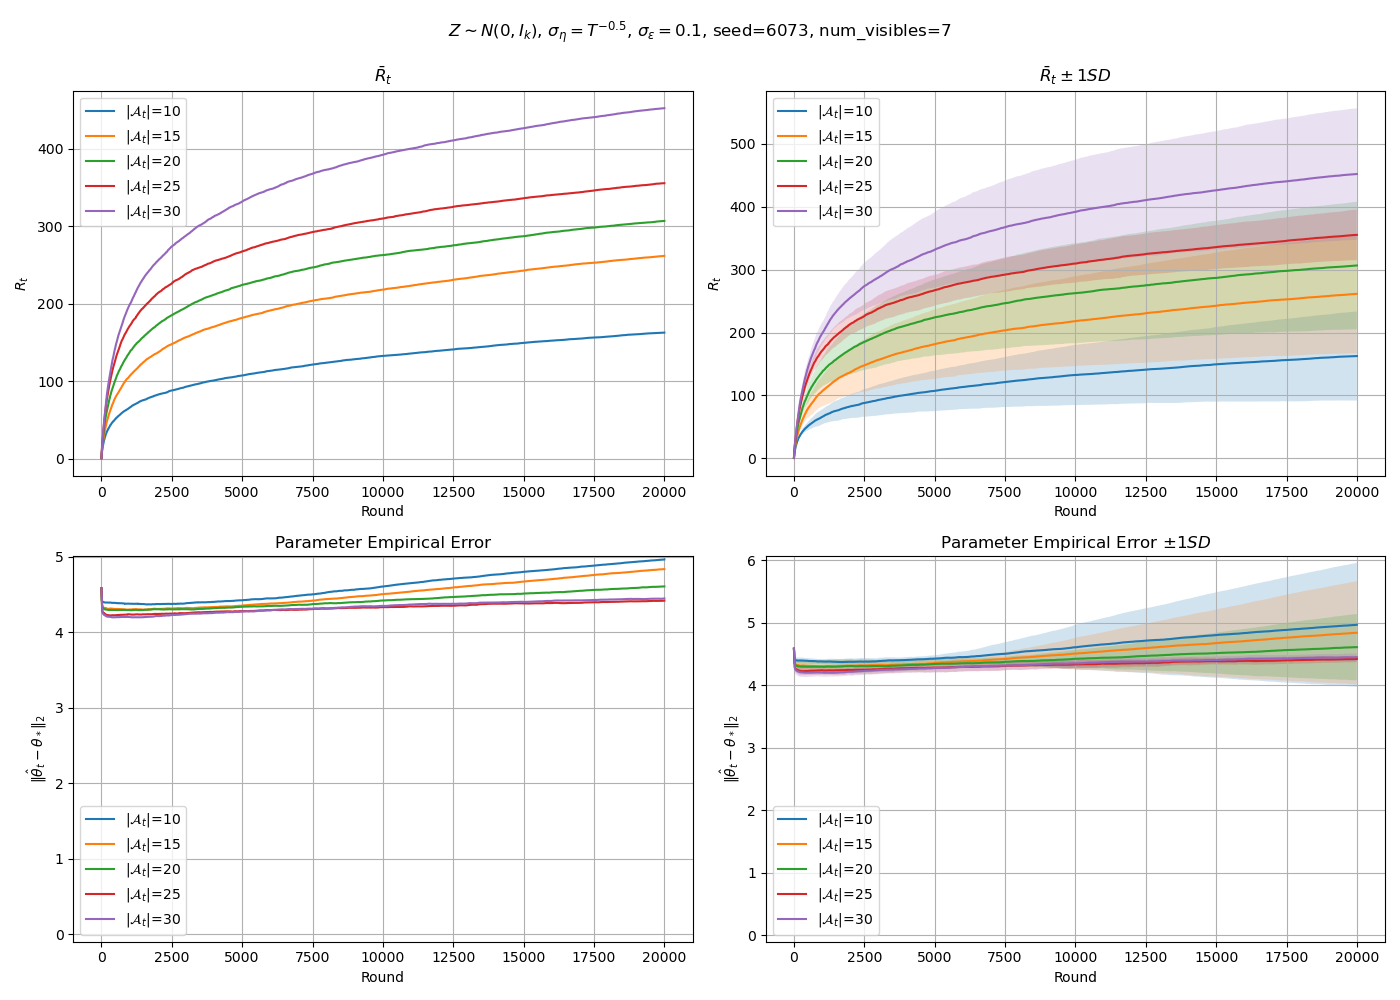 Z ∼ N(0, I_k), σ_η = T^{−0.5}, σ_ε = 0.1, seed=6073, num_visibles=7
R̄_t
R_t
400
300
200
100
0
|𝒜_t|=10
|𝒜_t|=15
|𝒜_t|=20
|𝒜_t|=25
|𝒜_t|=30
0 2500 5000 7500 10000 12500 15000 17500 20000
Round
R̄_t ± 1SD
R_t
500
400
300
200
100
0
|𝒜_t|=10
|𝒜_t|=15
|𝒜_t|=20
|𝒜_t|=25
|𝒜_t|=30
0 2500 5000 7500 10000 12500 15000 17500 20000
Round
Parameter Empirical Error
‖θ̂_t − θ_*‖_2
5
4
3
2
1
0
|𝒜_t|=10
|𝒜_t|=15
|𝒜_t|=20
|𝒜_t|=25
|𝒜_t|=30
0 2500 5000 7500 10000 12500 15000 17500 20000
Round
Parameter Empirical Error ±1SD
‖θ̂_t − θ_*‖_2
6
5
4
3
2
1
0
|𝒜_t|=10
|𝒜_t|=15
|𝒜_t|=20
|𝒜_t|=25
|𝒜_t|=30
0 2500 5000 7500 10000 12500 15000 17500 20000
Round